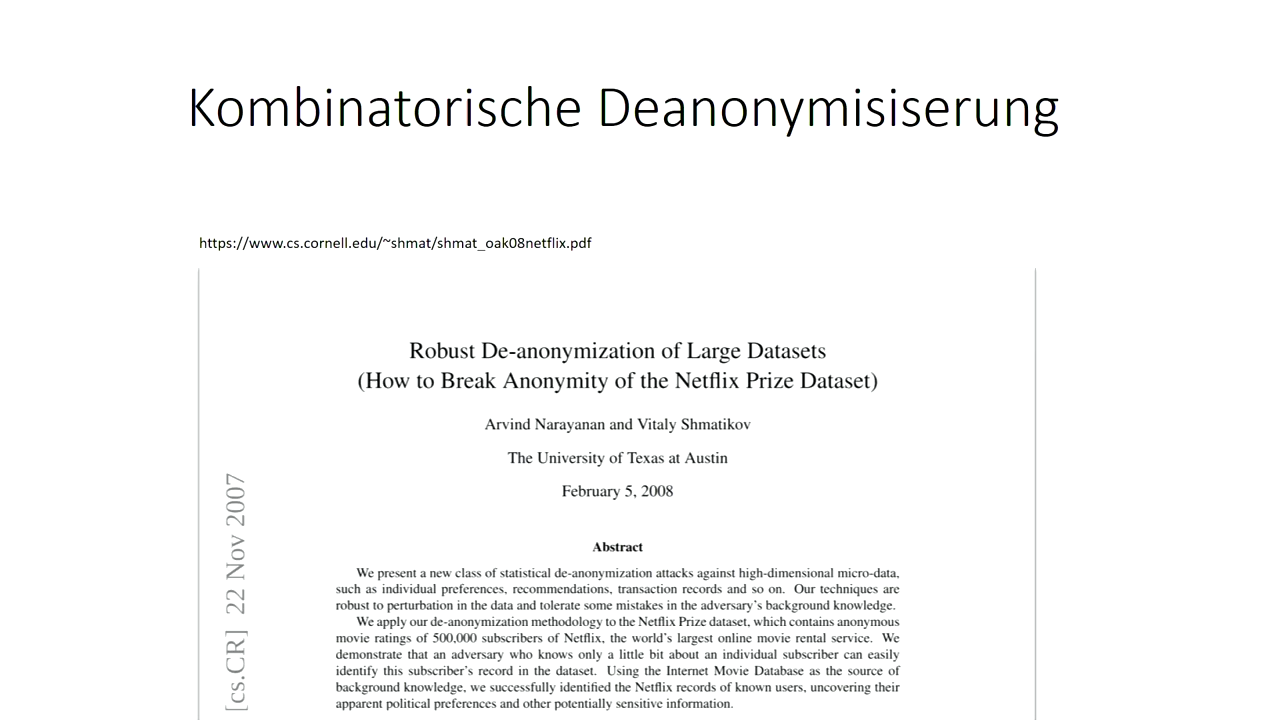 Kombinatorische Deanonymisiserung
https://www.cs.cornell.edu/~shmat/shmat_oak08netflix.pdf
Robust De-anonymization of Large Datasets
(How to Break Anonymity of the Netflix Prize Dataset)
Arvind Narayanan and Vitaly Shmatikov
The University of Texas at Austin
February 5, 2008
[cs.CR] 22 Nov 2007
Abstract
We present a new class of statistical de-anonymization attacks against high-dimensional micro-data,
such as individual preferences, recommendations, transaction records and so on. Our techniques are
robust to perturbation in the data and tolerate some mistakes in the adversary's background knowledge.
We apply our de-anonymization methodology to the Netflix Prize dataset, which contains anonymous
movie ratings of 500,000 subscribers of Netflix, the world's largest online movie rental service. We
demonstrate that an adversary who knows only a little bit about an individual subscriber can easily
identify this subscriber's record in the dataset. Using the Internet Movie Database as the source of
background knowledge, we successfully identified the Netflix records of known users, uncovering their
apparent political preferences and other potentially sensitive information.